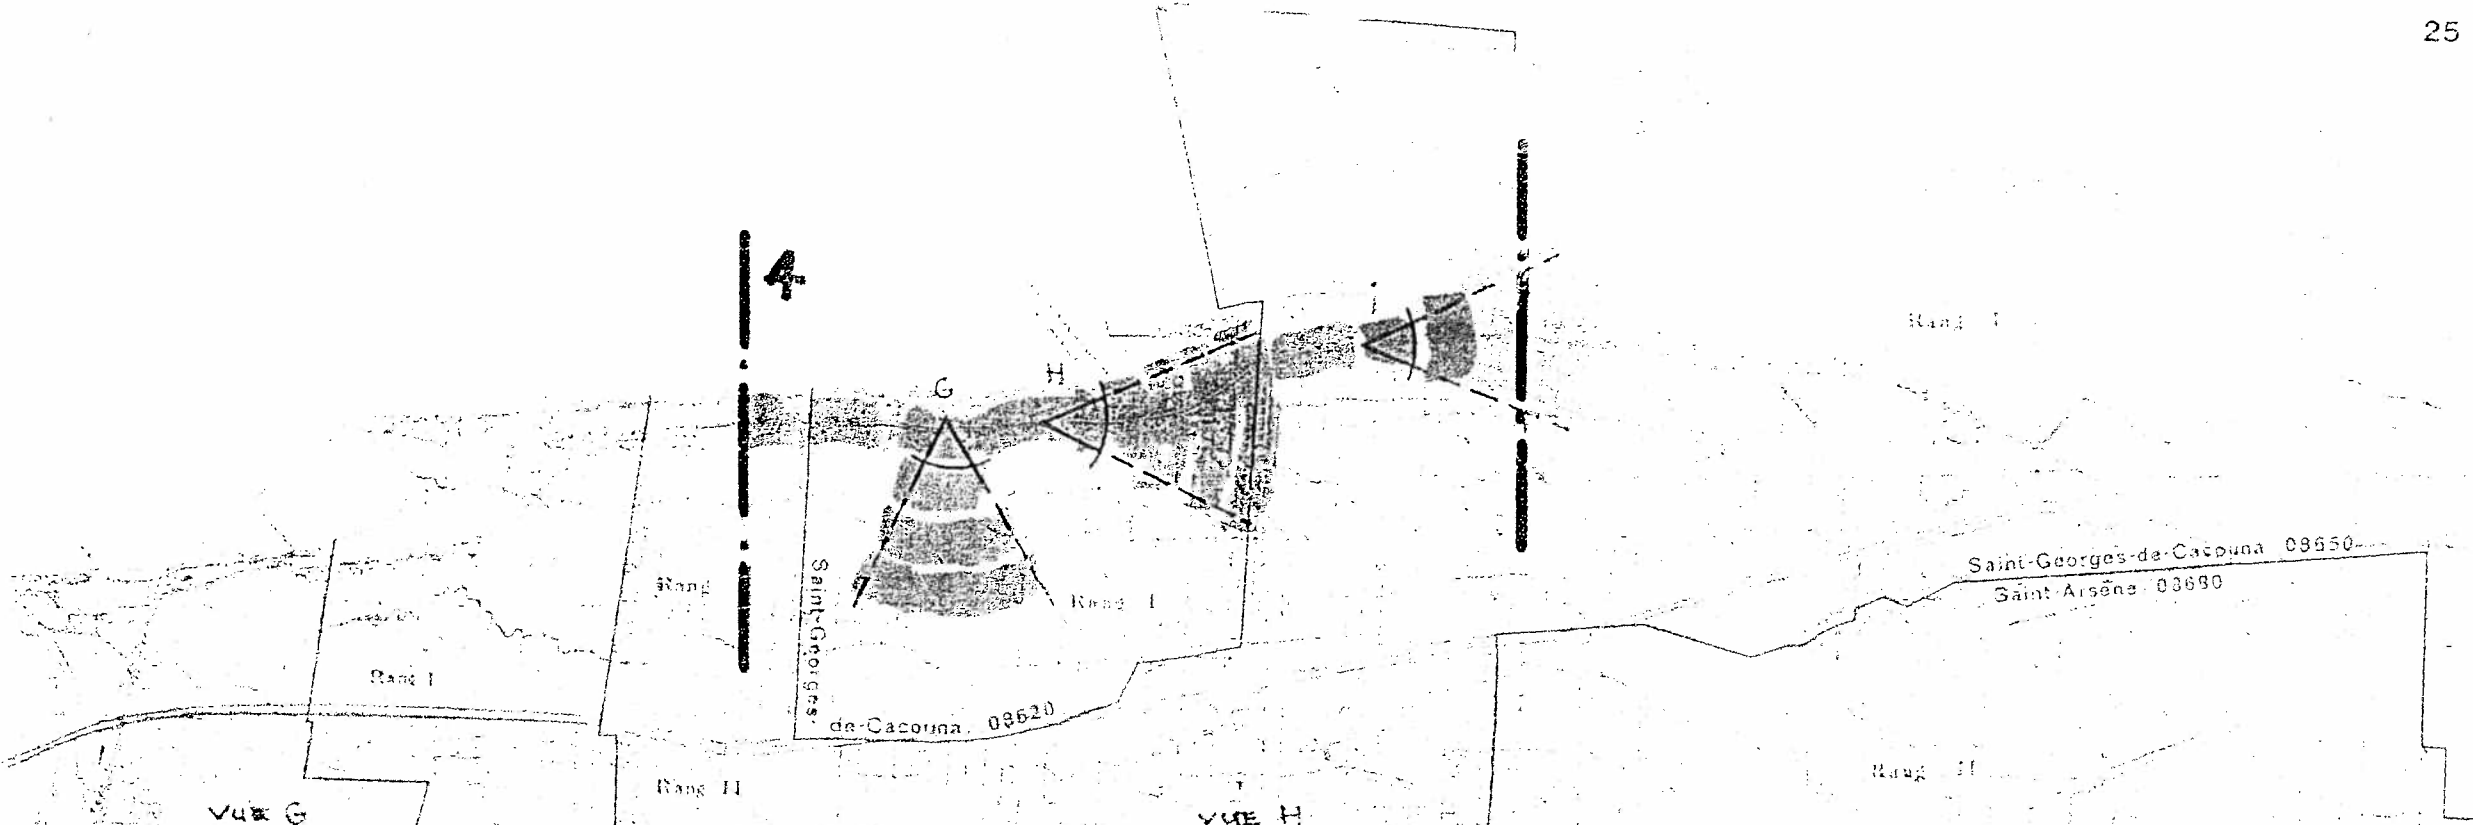 25
4
i
Rang I
H
G
Saint-Georges-de-Cacouna 08650
Saint-Arsène 08680
Rang
Rang I
Saint-Georges-
de-Cacouna 08620
Rang I
Rang II
Rang II
VUE G
VUE H